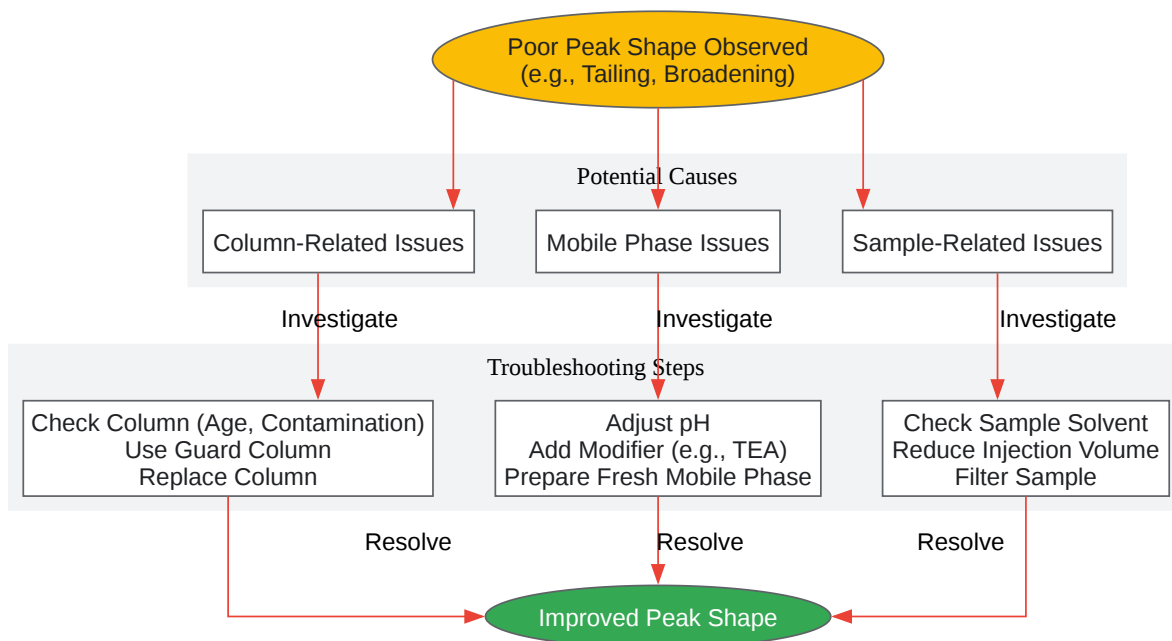 Poor Peak Shape Observed
(e.g., Tailing, Broadening)
Potential Causes
Column-Related Issues
Mobile Phase Issues
Sample-Related Issues
Investigate
Investigate
Investigate
Troubleshooting Steps
Check Column (Age, Contamination)
Use Guard Column
Replace Column
Adjust pH
Add Modifier (e.g., TEA)
Prepare Fresh Mobile Phase
Check Sample Solvent
Reduce Injection Volume
Filter Sample
Resolve
Resolve
Resolve
Improved Peak Shape